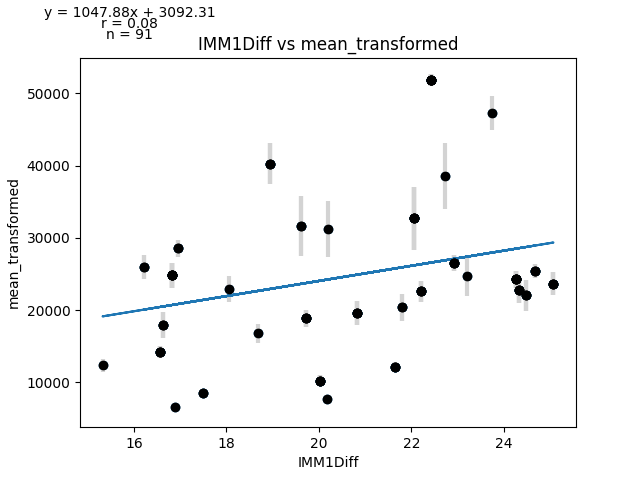 y = 1047.88x + 3092.31
r = 0.08
n = 91
IMM1Diff vs mean_transformed
mean_transformed
50000
40000
30000
20000
10000
16 18 20 22 24
IMM1Diff